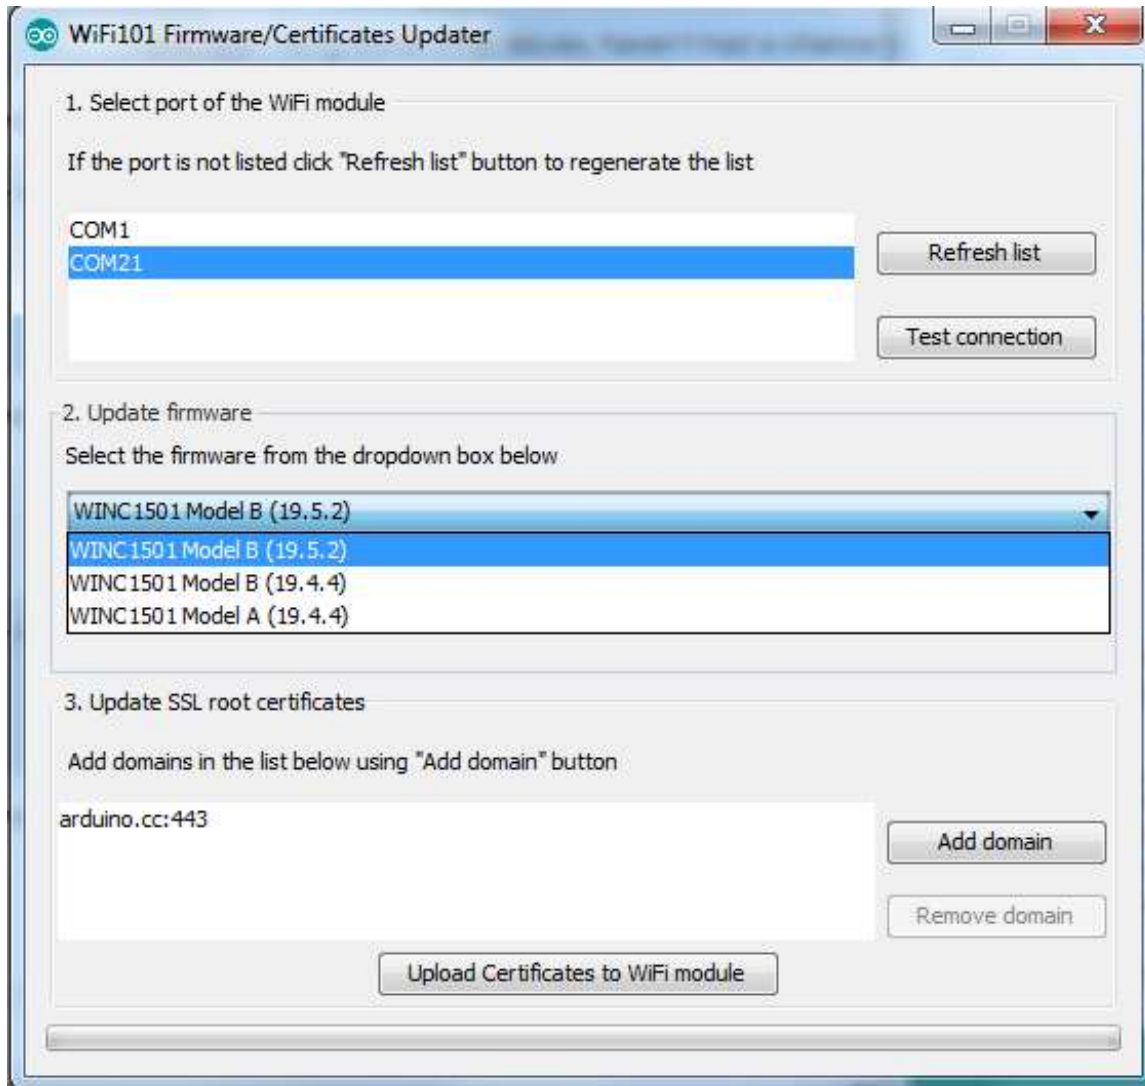 WiFi101 Firmware/Certificates Updater
1. Select port of the WiFi module
If the port is not listed click "Refresh list" button to regenerate the list
COM1
COM21
Refresh list
Test connection
2. Update firmware
Select the firmware from the dropdown box below
WINC1501 Model B (19.5.2)
WINC1501 Model B (19.5.2)
WINC1501 Model B (19.4.4)
WINC1501 Model A (19.4.4)
3. Update SSL root certificates
Add domains in the list below using "Add domain" button
arduino.cc:443
Add domain
Remove domain
Upload Certificates to WiFi module